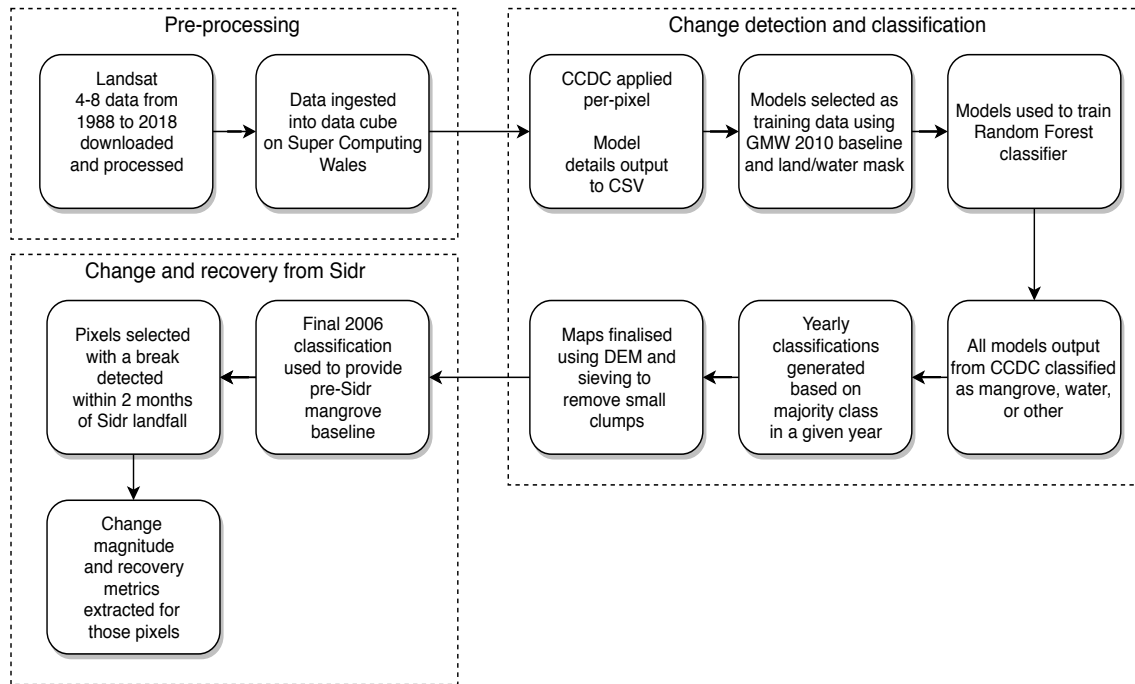 Pre-processing
Landsat
4-8 data from
1988 to 2018
downloaded
and processed
Data ingested
into data cube
on Super Computing
Wales
Change detection and classification
CCDC applied
per-pixel
Model
details output
to CSV
Models selected as
training data using
GMW 2010 baseline
and land/water mask
Models used to train
Random Forest
classifier
All models output
from CCDC classified
as mangrove, water,
or other
Yearly
classifications
generated
based on
majority class
in a given year
Maps finalised
using DEM and
sieving to
remove small
clumps
Change and recovery from Sidr
Final 2006
classification
used to provide
pre-Sidr
mangrove
baseline
Pixels selected
with a break
detected
within 2 months
of Sidr landfall
Change
magnitude
and recovery
metrics
extracted for
those pixels